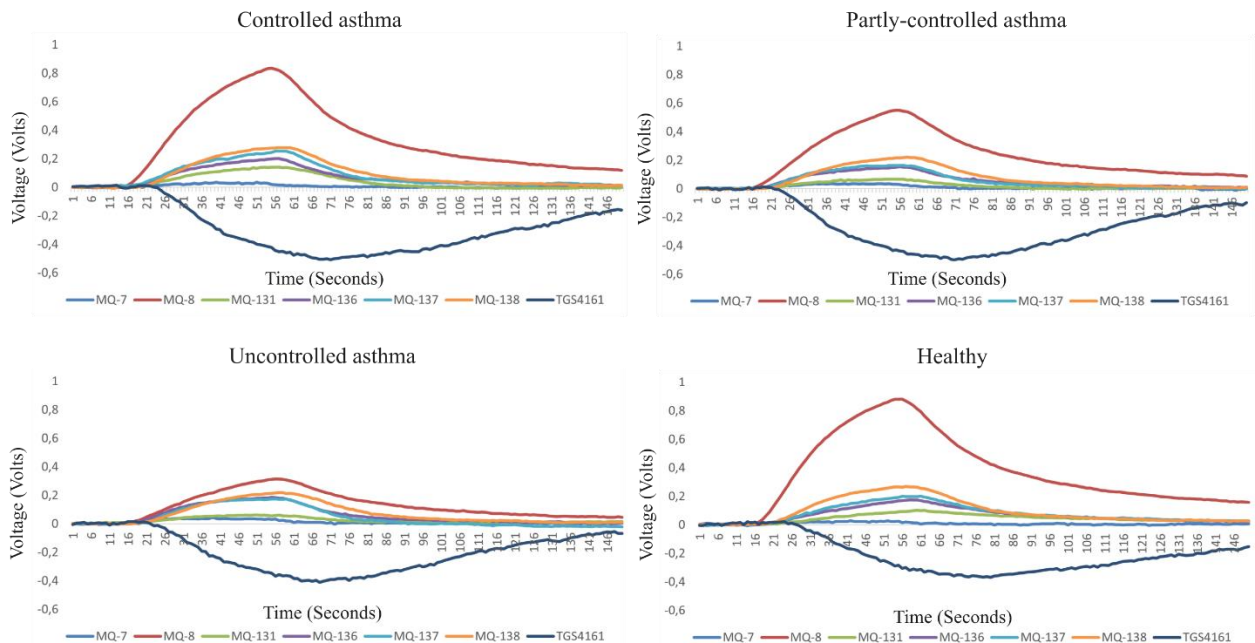 Controlled asthma
1
0,8
0,6
0,4
0,2
0
-0,2
-0,4
-0,6
Voltage (Volts)
1 6 11 16 21 26 31 36 41 46 51 56 61 66 71 76 81 86 91 96 101 106 111 116 121 126 131 136 141 146
Time (Seconds)
MQ-7 MQ-8 MQ-131 MQ-136 MQ-137 MQ-138 TGS4161
Partly-controlled asthma
1
0,8
0,6
0,4
0,2
0
-0,2
-0,4
-0,6
Voltage (Volts)
1 6 11 16 21 26 31 36 41 46 51 56 61 66 71 76 81 86 91 96 101 106 111 116 121 126 131 136 141 146
Time (Seconds)
MQ-7 MQ-8 MQ-131 MQ-136 MQ-137 MQ-138 TGS4161
Uncontrolled asthma
1
0,8
0,6
0,4
0,2
0
-0,2
-0,4
-0,6
Voltage (Volts)
1 6 11 16 21 26 31 36 41 46 51 56 61 66 71 76 81 86 91 96 101 106 111 116 121 126 131 136 141 146
Time (Seconds)
MQ-7 MQ-8 MQ-131 MQ-136 MQ-137 MQ-138 TGS4161
Healthy
1
0,8
0,6
0,4
0,2
0
-0,2
-0,4
-0,6
Voltage (Volts)
1 6 11 16 21 26 31 36 41 46 51 56 61 66 71 76 81 86 91 96 101 106 111 116 121 126 131 136 141 146
Time (Seconds)
MQ-7 MQ-8 MQ-131 MQ-136 MQ-137 MQ-138 TGS4161